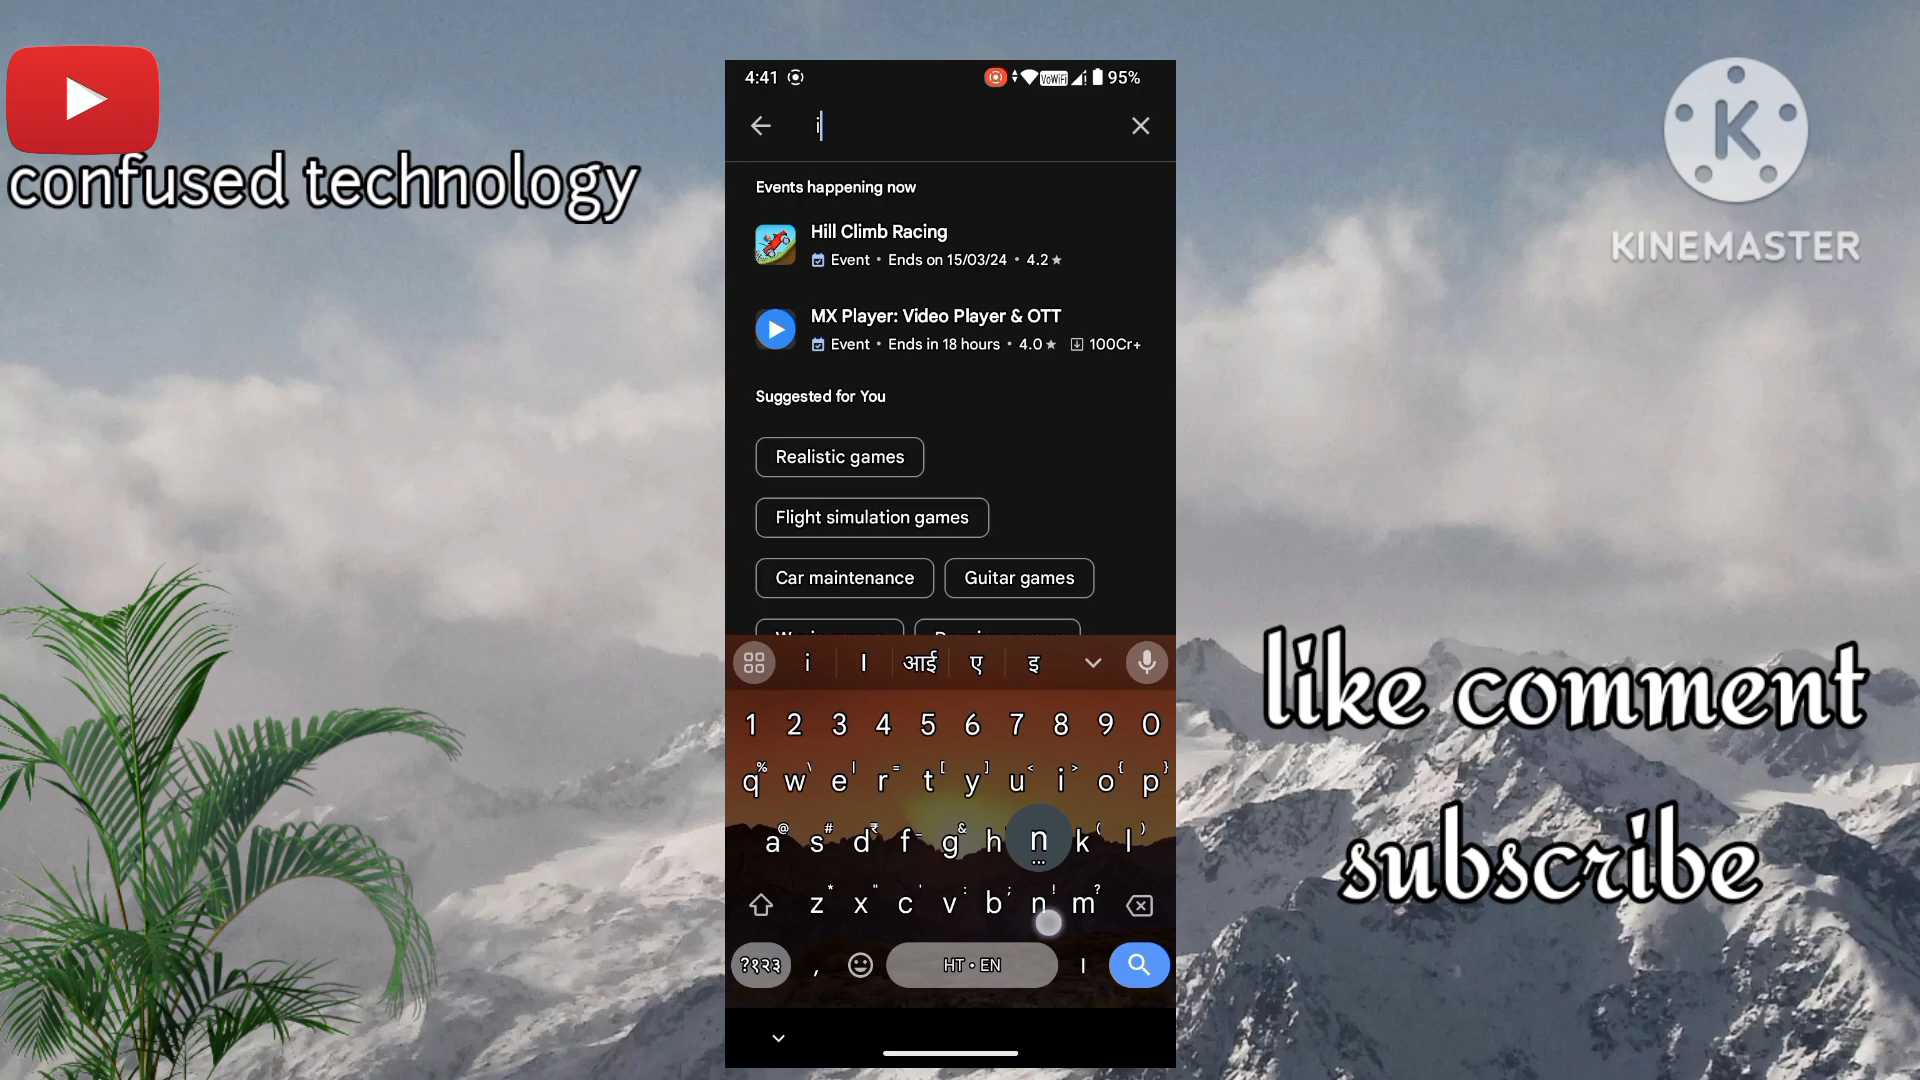 confused technology
K
KINEMASTER
like comment
subscribe
4:41 VoWiFi 95%
i
Events happening now
Hill Climb Racing
Event • Ends on 15/03/24 • 4.2★
MX Player: Video Player & OTT
Event • Ends in 18 hours • 4.0★ 100Cr+
Suggested for You
Realistic games
Flight simulation games
Car maintenance
Guitar games
i I आई ए इ
1 2 3 4 5 6 7 8 9 0
q% w\ e| r= t[ y] u< i> o{ p}
a@ s# d₹ f_ g& h n k( l)
z* x" c' v: b; n! m?
?१२३ , HT • EN ।